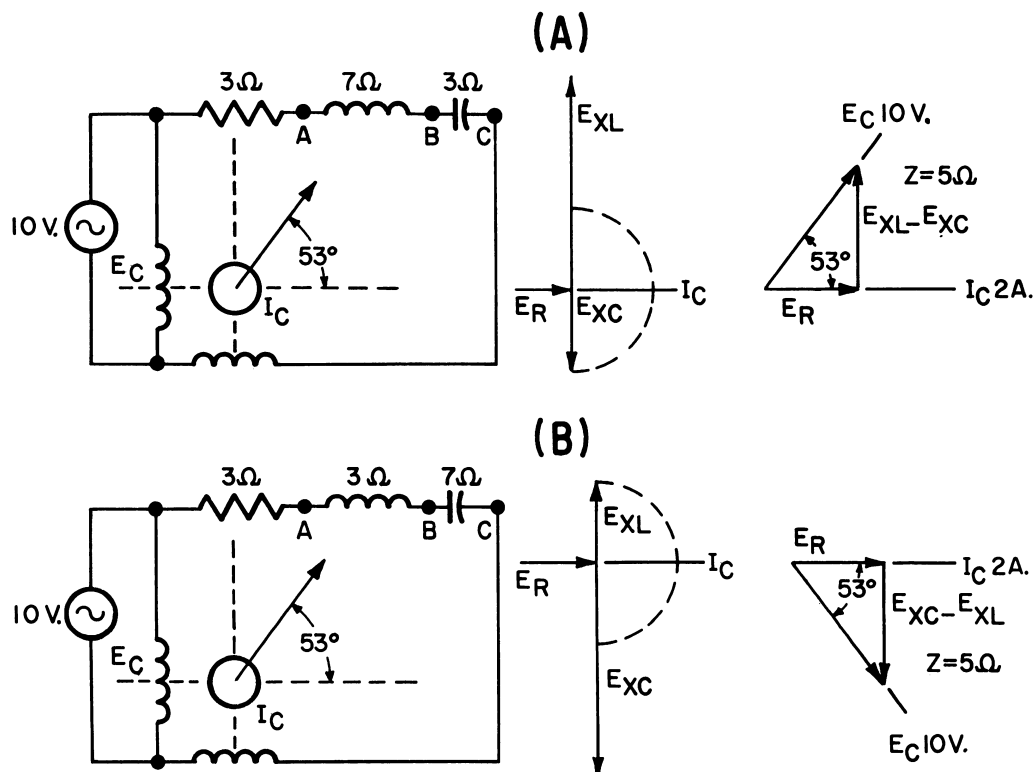 (A)
3Ω 7Ω 3Ω
A B C
10 V.
E_C
53°
I_C
E_XL
E_R E_XC I_C
E_C 10 V.
Z=5Ω
E_XL–E_XC
53°
E_R I_C 2A.
(B)
3Ω 3Ω 7Ω
A B C
10 V.
E_C
53°
I_C
E_XL
E_R I_C
E_XC
E_R
53° I_C 2A.
E_XC–E_XL
Z=5Ω
E_C 10V.